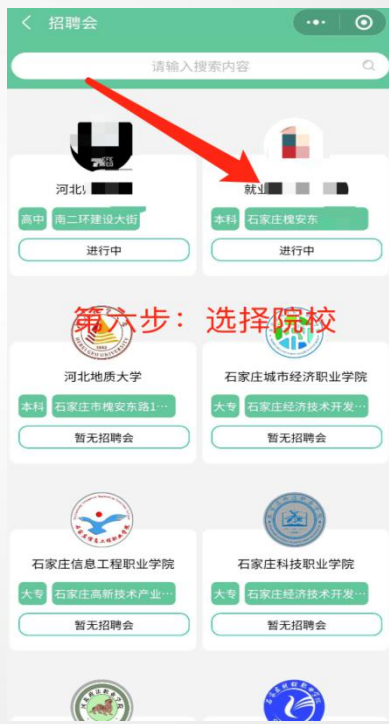 招聘会
请输入搜索内容
河北
就业
高中 南二环建设大街
本科 石家庄槐安东
进行中
进行中
第六步：选择院校
河北地质大学
石家庄城市经济职业学院
本科 石家庄市槐安东路1…
大专 石家庄经济技术开发…
暂无招聘会
暂无招聘会
石家庄信息工程职业学院
石家庄科技职业学院
大专 石家庄高新技术产业…
大专 石家庄经济技术开发…
暂无招聘会
暂无招聘会